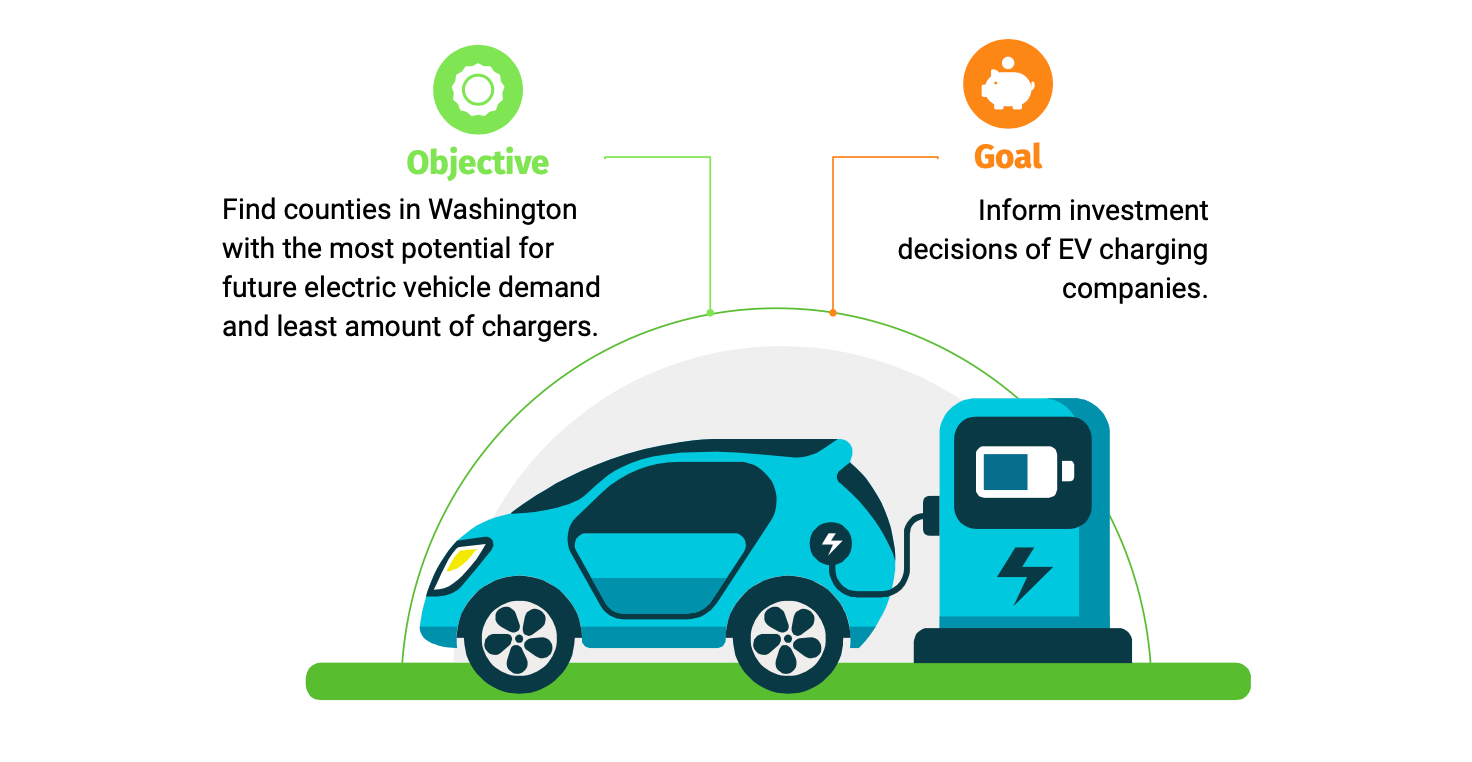 Objective
Find counties in Washington
with the most potential for
future electric vehicle demand
and least amount of chargers.
Goal
Inform investment
decisions of EV charging
companies.